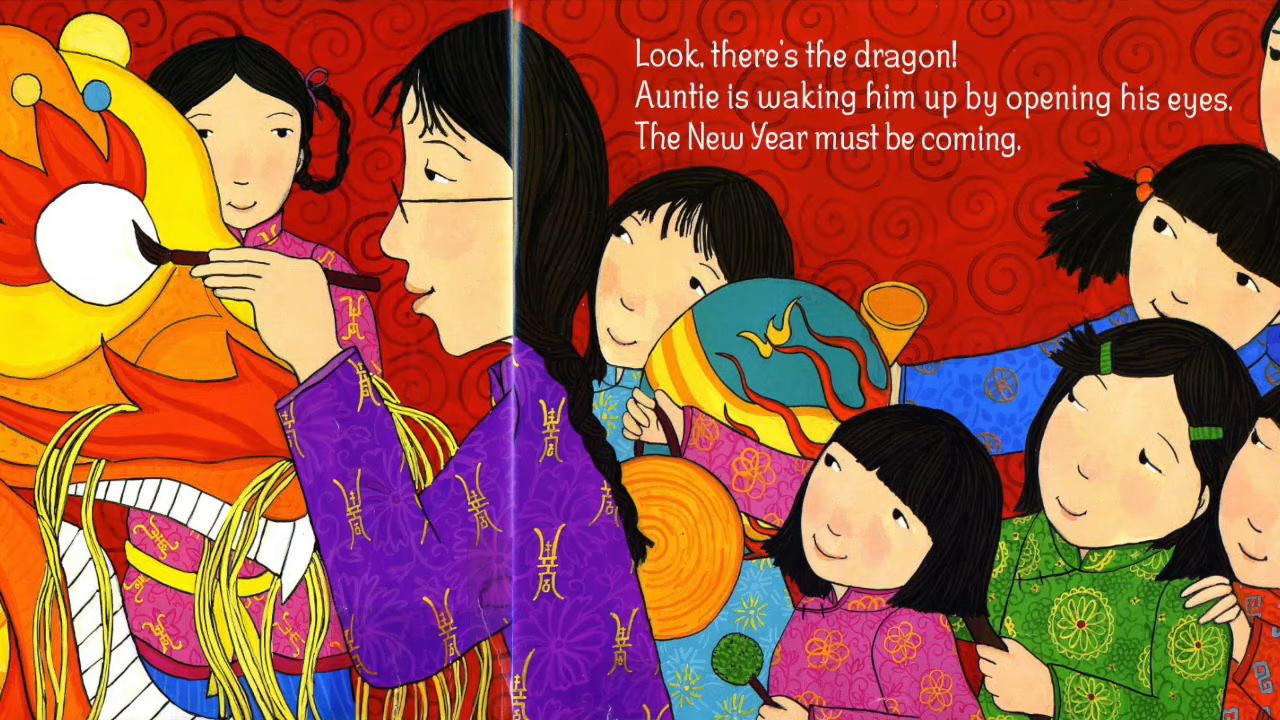 Look, there's the dragon!
Auntie is waking him up by opening his eyes.
The New Year must be coming.